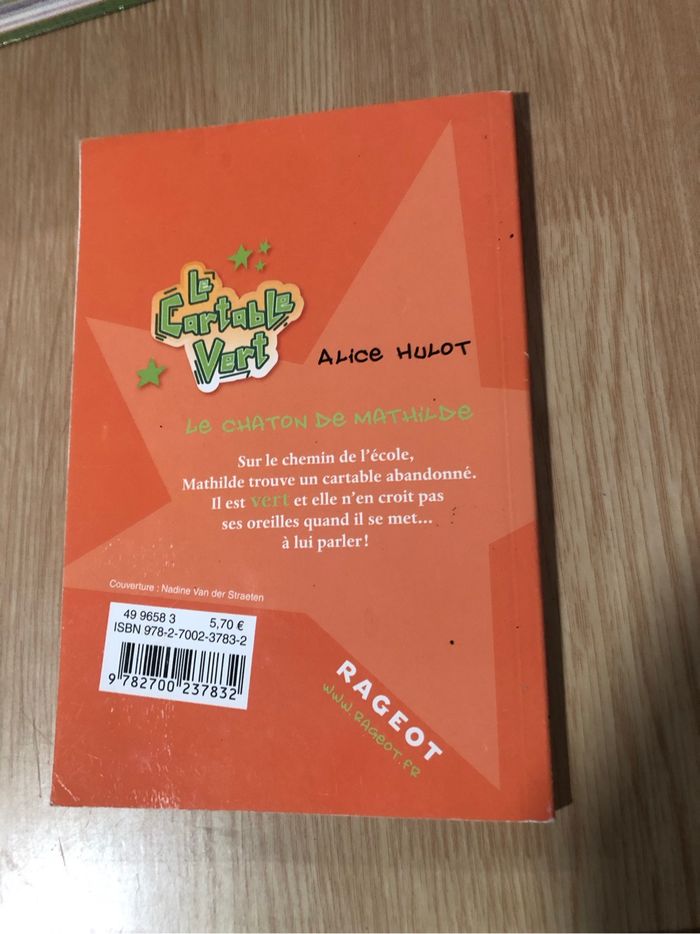 Le
Cartable
Vert
ALICE HULOT
LE CHATON DE MATHILDE
Sur le chemin de l'école,
Mathilde trouve un cartable abandonné.
Il est vert et elle n'en croit pas
ses oreilles quand il se met...
à lui parler !
Couverture : Nadine Van der Straeten
49 9658 3 5,70 €
ISBN 978-2-7002-3783-2
9 782700 237832
RAGEOT
WWW.RAGEOT.FR